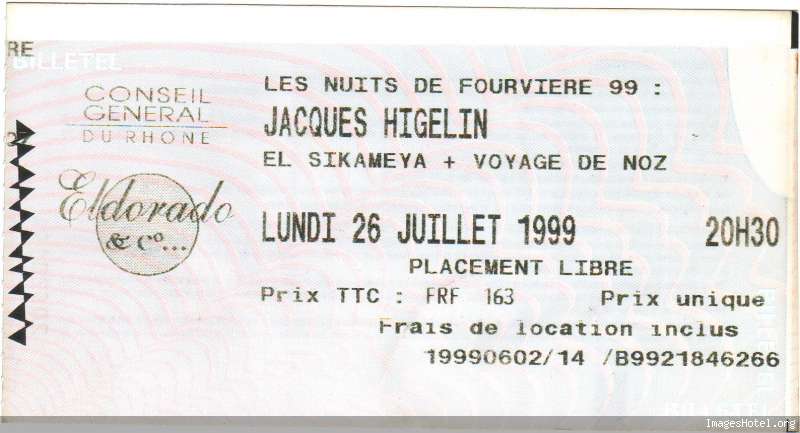 RE
BILLETEL
CONSEIL
GENERAL
DU RHONE
Eldorado
& Co...
LES NUITS DE FOURVIERE 99 :
JACQUES HIGELIN
EL SIKAMEYA + VOYAGE DE NOZ
LUNDI 26 JUILLET 1999 20H30
PLACEMENT LIBRE
Prix TTC : FRF 163 Prix unique
Frais de location inclus
19990602/14 /B9921846266
BILLETEL
ImagesHotel.org